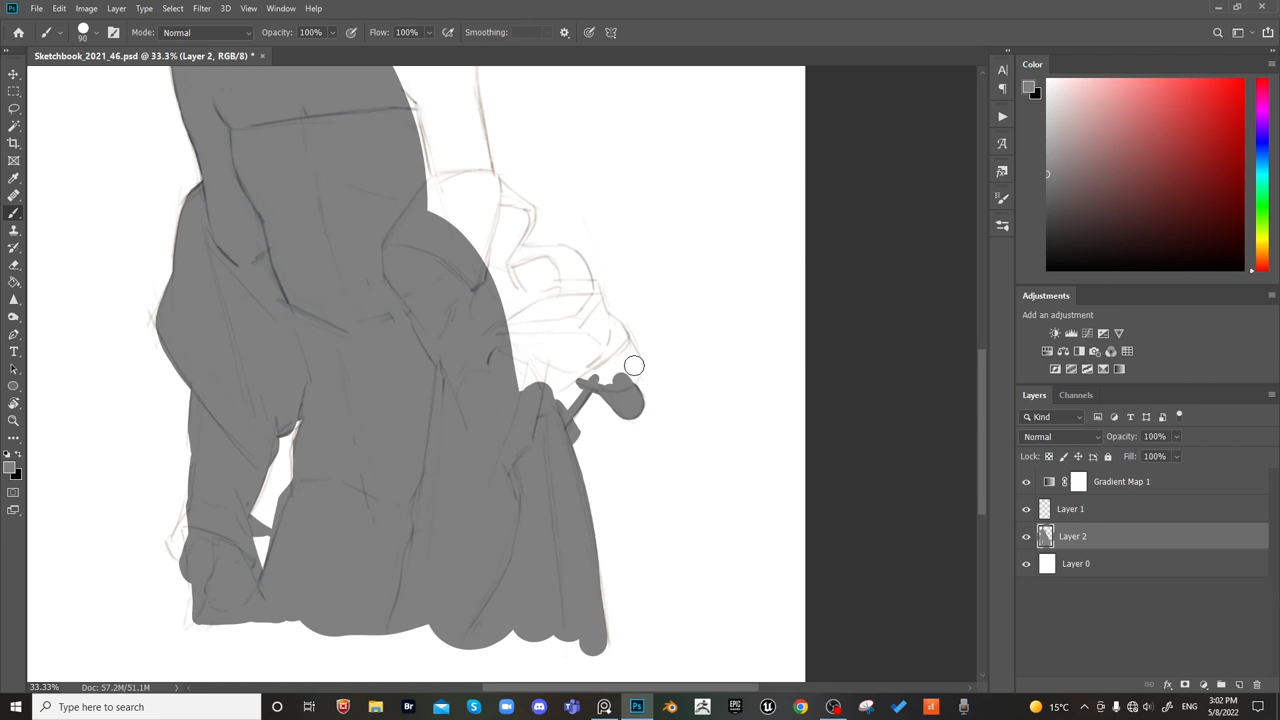 File Edit Image Layer Type Select Filter 3D View Window Help
90 Mode: Normal Opacity: 100% Flow: 100% Smoothing:
Sketchbook_2021_46.psd @ 33.3% (Layer 2, RGB/8) *
Color
Adjustments
Add an adjustment
Layers Channels
Kind
Normal Opacity: 100%
Lock: Fill: 100%
Gradient Map 1
Layer 1
Layer 2
Layer 0
33.33% Doc: 57.2M/51.1M
Type here to search
15°C ENG 3:02 PM
5/8/2022